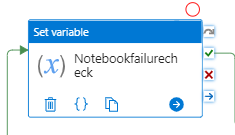 Set variable
(x) Notebookfailurech
eck
{}